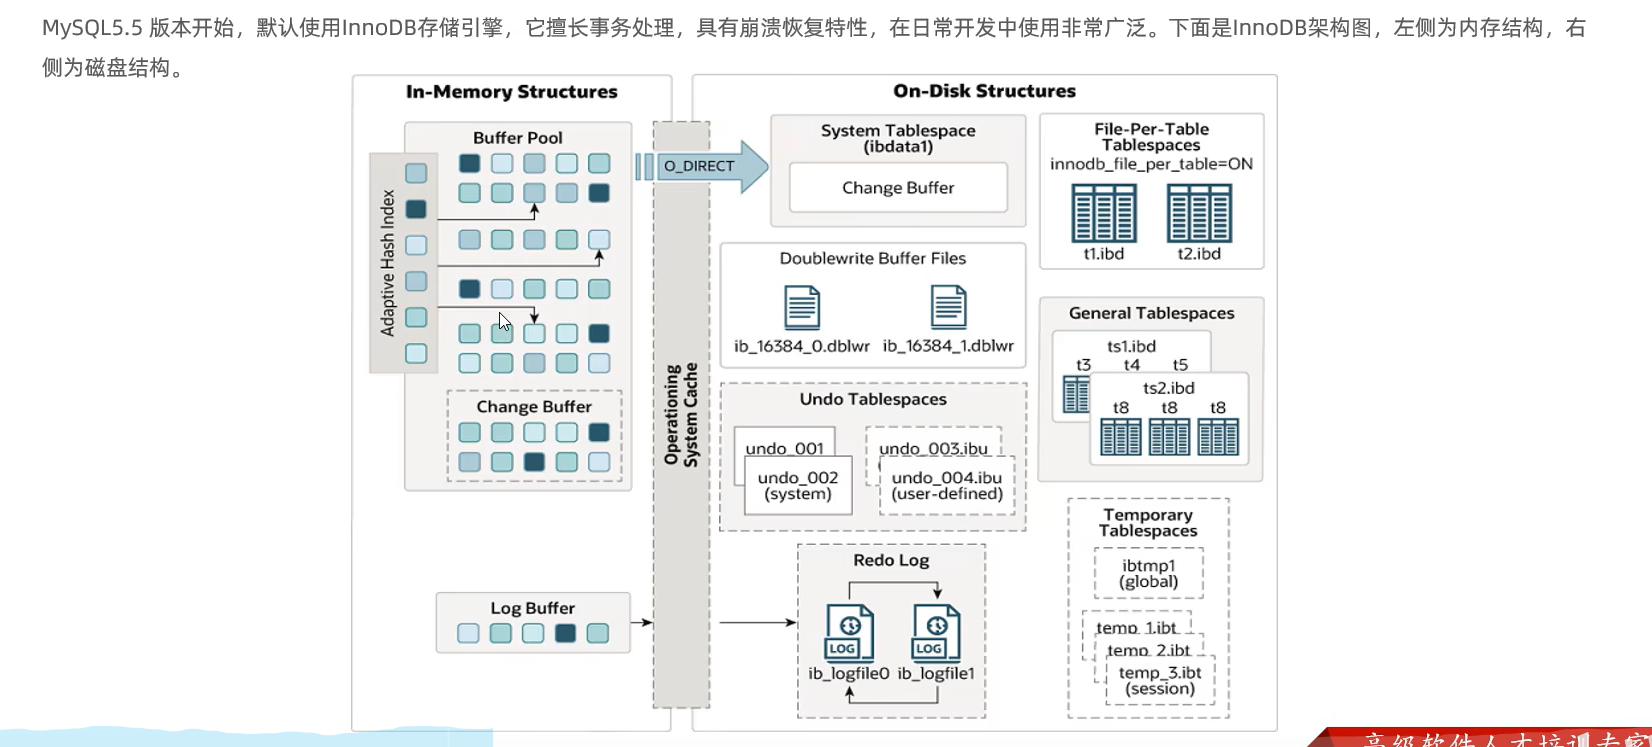 MySQL5.5 版本开始，默认使用InnoDB存储引擎，它擅长事务处理，具有崩溃恢复特性，在日常开发中使用非常广泛。下面是InnoDB架构图，左侧为内存结构，右
侧为磁盘结构。
In-Memory Structures
Buffer Pool
Adaptive Hash Index
Change Buffer
Log Buffer
Operationing
System Cache
O_DIRECT
On-Disk Structures
System Tablespace
(ibdata1)
Change Buffer
File-Per-Table
Tablespaces
innodb_file_per_table=ON
t1.ibd
t2.ibd
Doublewrite Buffer Files
ib_16384_0.dblwr
ib_16384_1.dblwr
General Tablespaces
ts1.ibd
t3 t4 t5
ts2.ibd
t8 t8 t8
Undo Tablespaces
undo_001
undo_002
(system)
undo_003.ibu
undo_004.ibu
(user-defined)
Redo Log
LOG
LOG
ib_logfile0
ib_logfile1
Temporary
Tablespaces
ibtmp1
(global)
temp_1.ibt
temp_2.ibt
temp_3.ibt
(session)
高级软件人才培训专家